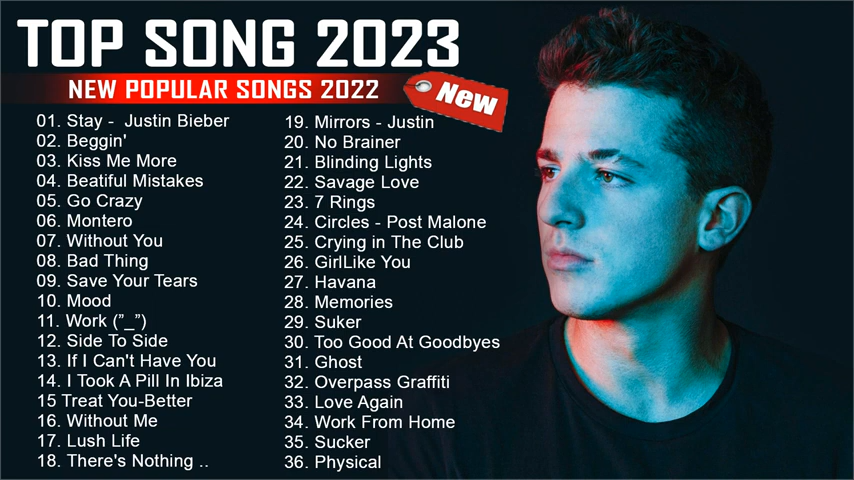 TOP SONG 2023
NEW POPULAR SONGS 2022
New
01. Stay - Justin Bieber
02. Beggin'
03. Kiss Me More
04. Beatiful Mistakes
05. Go Crazy
06. Montero
07. Without You
08. Bad Thing
09. Save Your Tears
10. Mood
11. Work ("_")
12. Side To Side
13. If I Can't Have You
14. I Took A Pill In Ibiza
15 Treat You-Better
16. Without Me
17. Lush Life
18. There's Nothing ..
19. Mirrors - Justin
20. No Brainer
21. Blinding Lights
22. Savage Love
23. 7 Rings
24. Circles - Post Malone
25. Crying in The Club
26. GirlLike You
27. Havana
28. Memories
29. Suker
30. Too Good At Goodbyes
31. Ghost
32. Overpass Graffiti
33. Love Again
34. Work From Home
35. Sucker
36. Physical